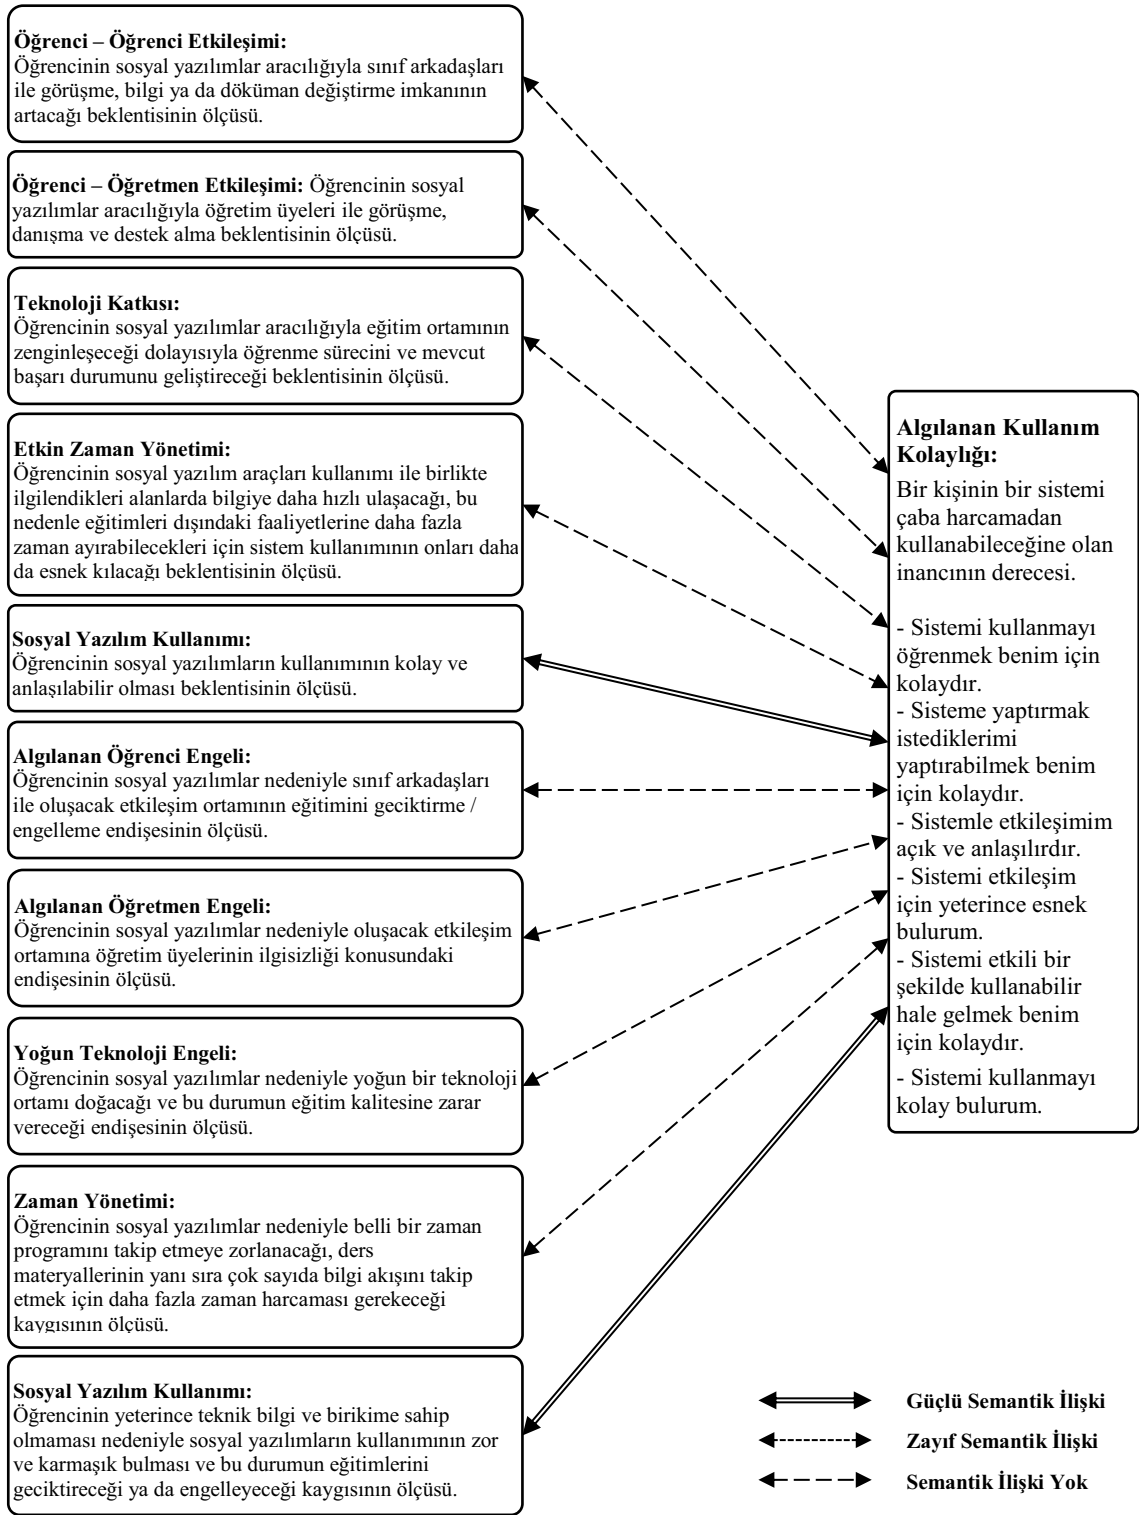 Öğrenci – Öğrenci Etkileşimi:
Öğrencinin sosyal yazılımlar aracılığıyla sınıf arkadaşları
ile görüşme, bilgi ya da döküman değiştirme imkanının
artacağı beklentisinin ölçüsü.
Öğrenci – Öğretmen Etkileşimi: Öğrencinin sosyal
yazılımlar aracılığıyla öğretim üyeleri ile görüşme,
danışma ve destek alma beklentisinin ölçüsü.
Teknoloji Katkısı:
Öğrencinin sosyal yazılımlar aracılığıyla eğitim ortamının
zenginleşeceği dolayısıyla öğrenme sürecini ve mevcut
başarı durumunu geliştireceği beklentisinin ölçüsü.
Etkin Zaman Yönetimi:
Öğrencinin sosyal yazılım araçları kullanımı ile birlikte
ilgilendikleri alanlarda bilgiye daha hızlı ulaşacağı, bu
nedenle eğitimleri dışındaki faaliyetlerine daha fazla
zaman ayırabilecekleri için sistem kullanımının onları daha
da esnek kılacağı beklentisinin ölçüsü.
Sosyal Yazılım Kullanımı:
Öğrencinin sosyal yazılımların kullanımının kolay ve
anlaşılabilir olması beklentisinin ölçüsü.
Algılanan Öğrenci Engeli:
Öğrencinin sosyal yazılımlar nedeniyle sınıf arkadaşları
ile oluşacak etkileşim ortamının eğitimini geciktirme /
engelleme endişesinin ölçüsü.
Algılanan Öğretmen Engeli:
Öğrencinin sosyal yazılımlar nedeniyle oluşacak etkileşim
ortamına öğretim üyelerinin ilgisizliği konusundaki
endişesinin ölçüsü.
Yoğun Teknoloji Engeli:
Öğrencinin sosyal yazılımlar nedeniyle yoğun bir teknoloji
ortamı doğacağı ve bu durumun eğitim kalitesine zarar
vereceği endişesinin ölçüsü.
Zaman Yönetimi:
Öğrencinin sosyal yazılımlar nedeniyle belli bir zaman
programını takip etmeye zorlanacağı, ders
materyallerinin yanı sıra çok sayıda bilgi akışını takip
etmek için daha fazla zaman harcaması gerekeceği
kaygısının ölçüsü.
Sosyal Yazılım Kullanımı:
Öğrencinin yeterince teknik bilgi ve birikime sahip
olmaması nedeniyle sosyal yazılımların kullanımının zor
ve karmaşık bulması ve bu durumun eğitimlerini
geciktireceği ya da engelleyeceği kaygısının ölçüsü.
Algılanan Kullanım
Kolaylığı:
Bir kişinin bir sistemi
çaba harcamadan
kullanabileceğine olan
inancının derecesi.
- Sistemi kullanmayı
öğrenmek benim için
kolaydır.
- Sisteme yaptırmak
istediklerimi
yaptırabilmek benim
için kolaydır.
- Sistemle etkileşimim
açık ve anlaşılırdır.
- Sistemi etkileşim
için yeterince esnek
bulurum.
- Sistemi etkili bir
şekilde kullanabilir
hale gelmek benim
için kolaydır.
- Sistemi kullanmayı
kolay bulurum.
Güçlü Semantik İlişki
Zayıf Semantik İlişki
Semantik İlişki Yok